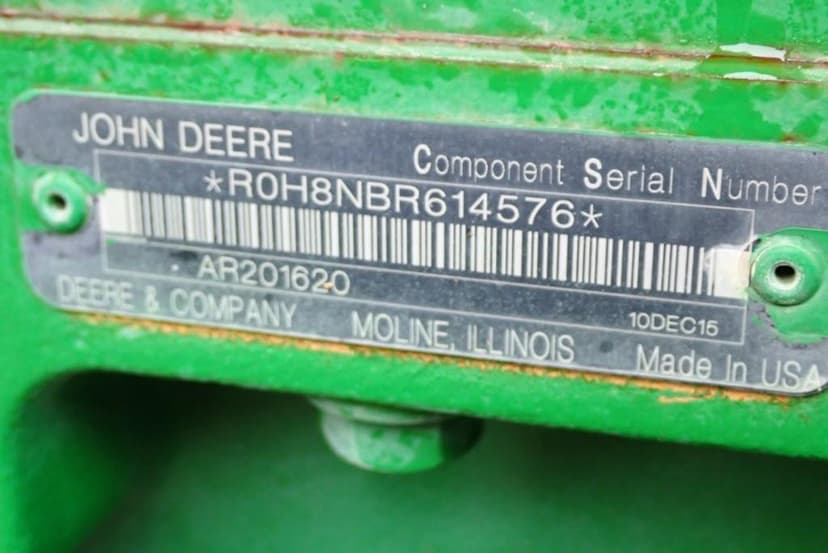 JOHN DEERE
Component Serial Number
*R0H8NBR614576*
AR201620
10DEC15
DEERE & COMPANY MOLINE, ILLINOIS Made In USA